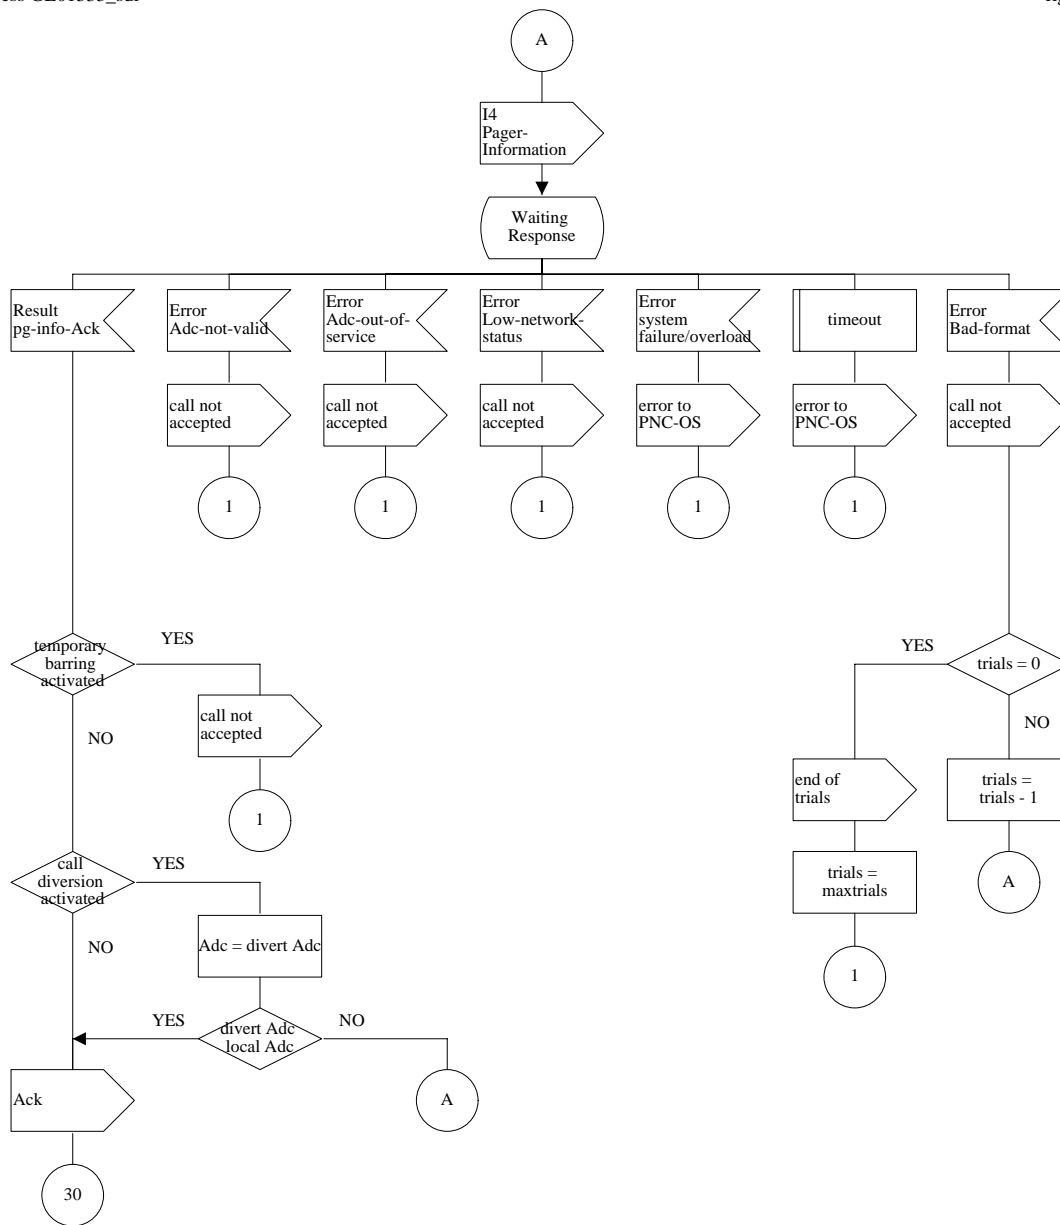 A
I4
Pager-
Information
Waiting
Response
Result
pg-info-Ack
Error
Adc-not-valid
Error
Adc-out-of-
service
Error
Low-network-
status
Error
system
failure/overload
timeout
Error
Bad-format
call not
accepted
call not
accepted
call not
accepted
error to
PNC-OS
error to
PNC-OS
call not
accepted
1
1
1
1
1
temporary
barring
activated
YES
NO
call not
accepted
1
YES
trials = 0
NO
end of
trials
trials =
trials - 1
trials =
maxtrials
A
1
call
diversion
activated
YES
NO
Adc = divert Adc
YES
divert Adc
local Adc
NO
A
Ack
30